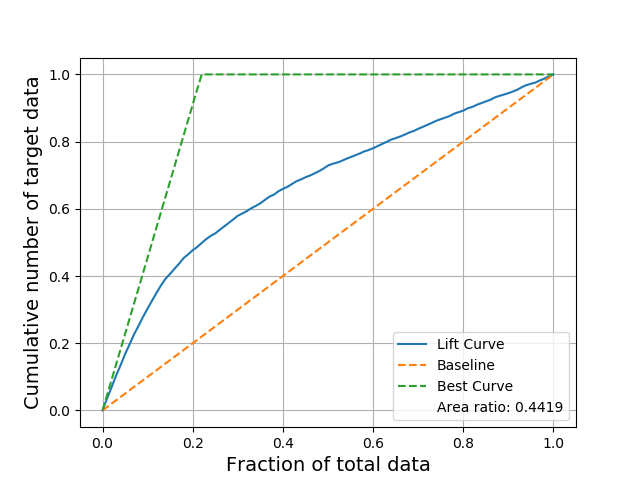 1.0
0.8
0.6
0.4
0.2
0.0
Cumulative number of target data
0.0 0.2 0.4 0.6 0.8 1.0
Fraction of total data
Lift Curve
Baseline
Best Curve
Area ratio: 0.4419